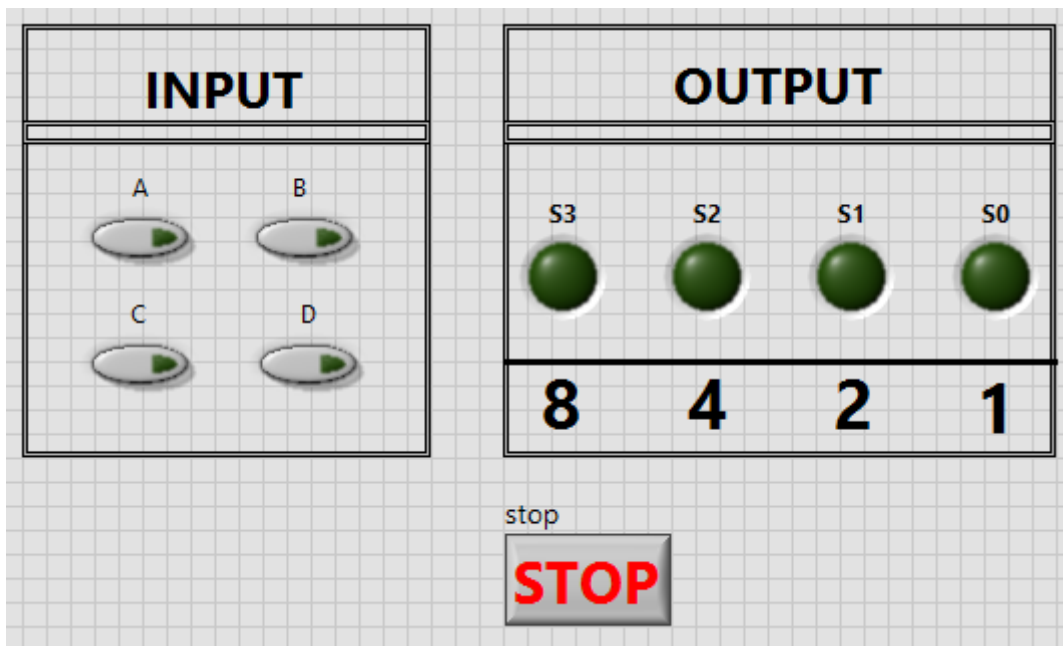 INPUT
A B
C D
OUTPUT
S3 S2 S1 S0
8 4 2 1
stop
STOP